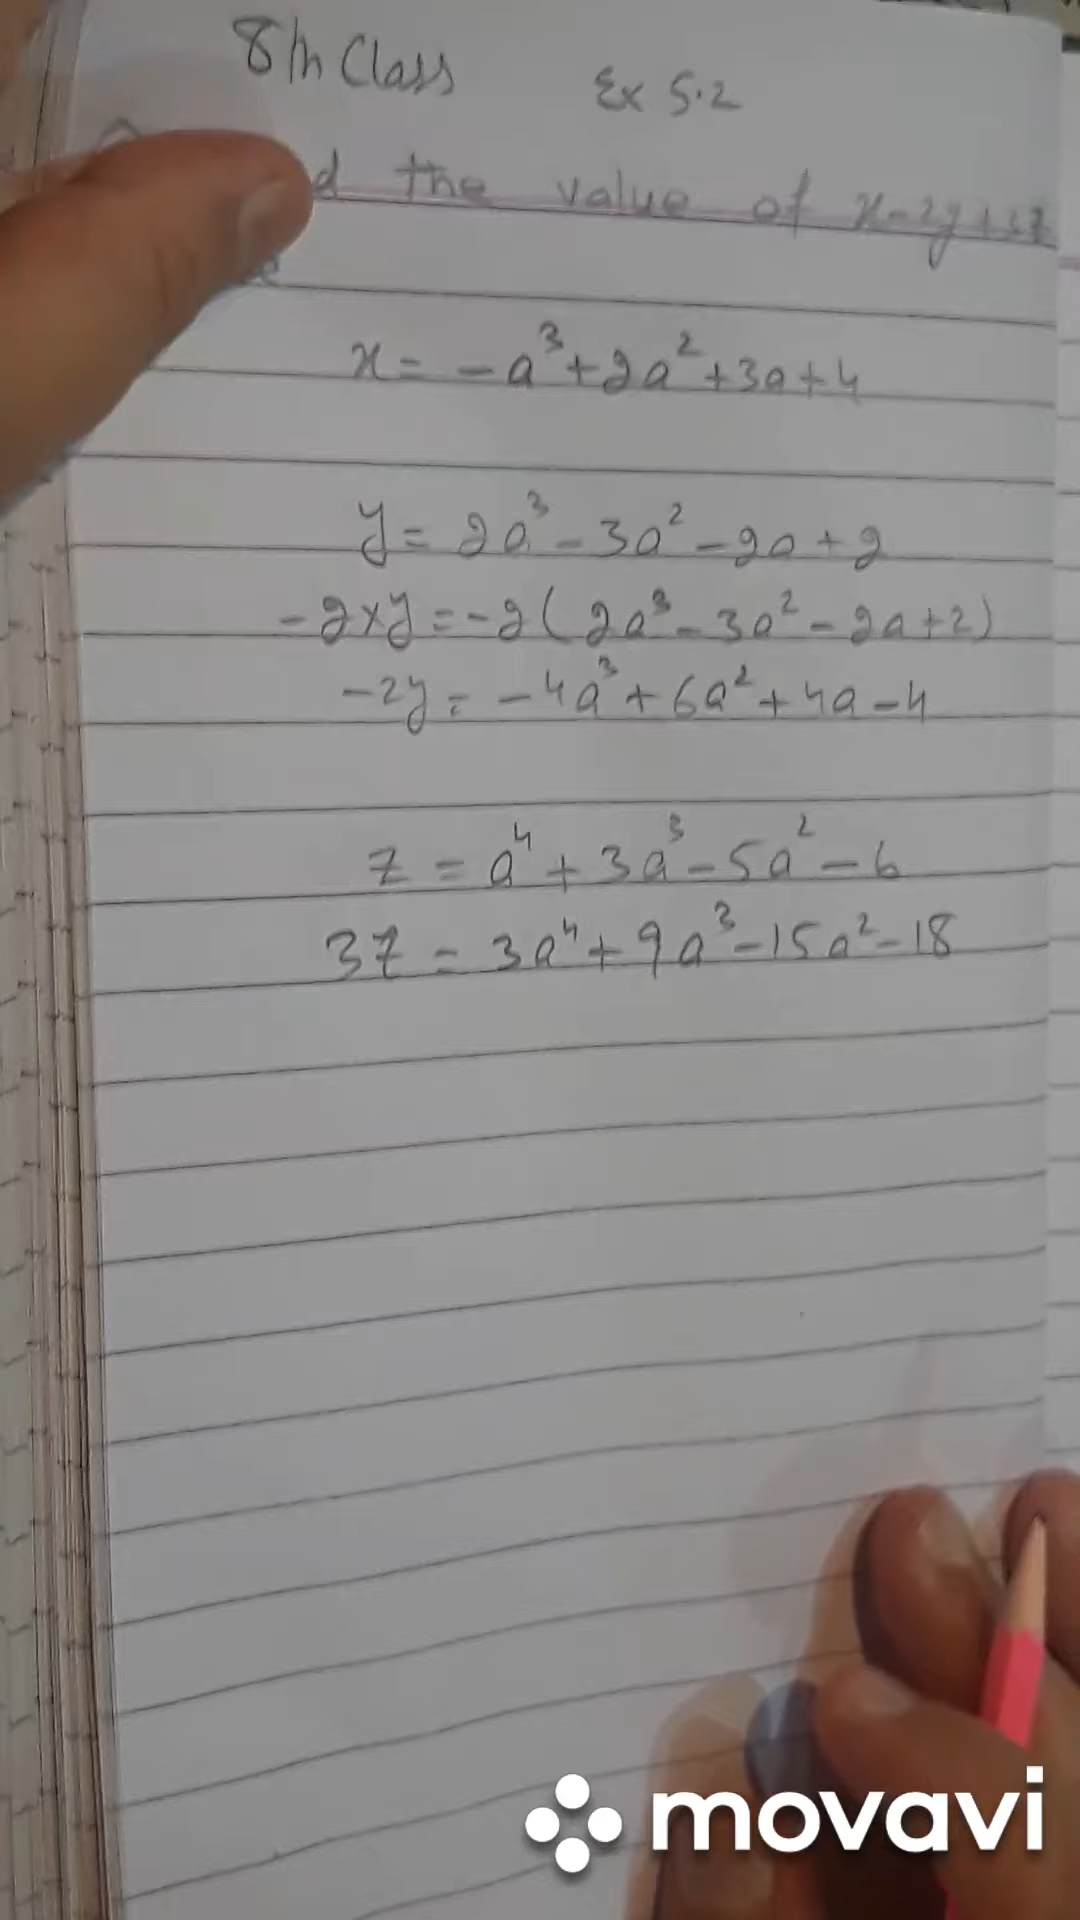 8th Class Ex 5.2
the value of x-2y+3z
x = -a³+2a²+3a+4
y = 2a³-3a²-2a+2
-2×y = -2(2a³-3a²-2a+2)
-2y = -4a³+6a²+4a-4
z = a⁴+3a³-5a²-6
3z = 3a⁴+9a³-15a²-18
movavi